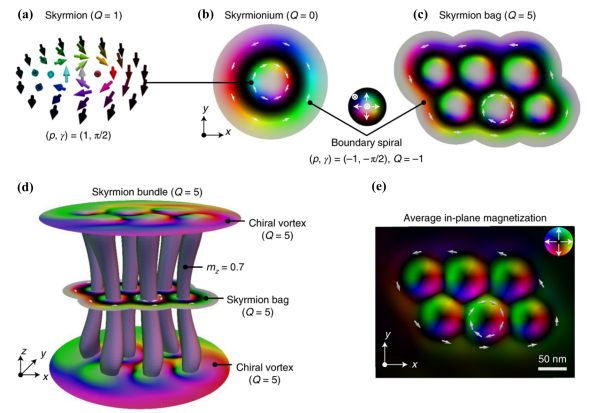 (a) Skyrmion (Q = 1)
(p, γ) = (1, π/2)
(b) Skyrmionium (Q = 0)
y
x
Boundary spiral
(p, γ) = (−1, −π/2), Q = −1
(c) Skyrmion bag (Q = 5)
(d)
Skyrmion bundle (Q = 5)
Chiral vortex
(Q = 5)
mz = 0.7
Skyrmion bag
(Q = 5)
Chiral vortex
(Q = 5)
z
y
x
(e)
Average in-plane magnetization
y
x
50 nm